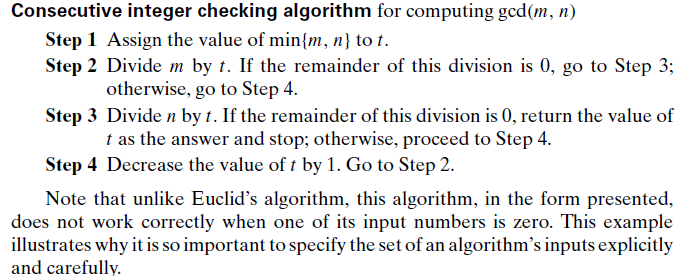 Consecutive integer checking algorithm for computing gcd(m, n)
Step 1 Assign the value of min{m, n} to t.
Step 2 Divide m by t. If the remainder of this division is 0, go to Step 3;
otherwise, go to Step 4.
Step 3 Divide n by t. If the remainder of this division is 0, return the value of
t as the answer and stop; otherwise, proceed to Step 4.
Step 4 Decrease the value of t by 1. Go to Step 2.
Note that unlike Euclid’s algorithm, this algorithm, in the form presented,
does not work correctly when one of its input numbers is zero. This example
illustrates why it is so important to specify the set of an algorithm’s inputs explicitly
and carefully.